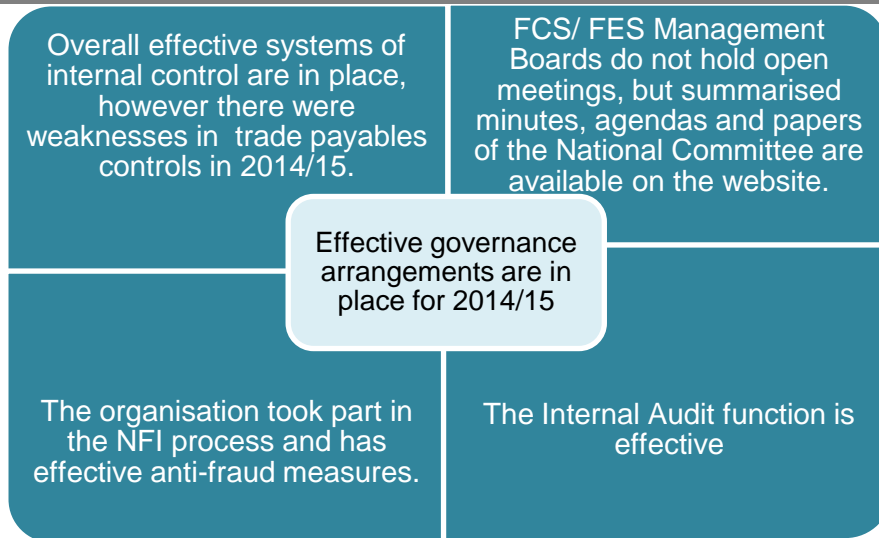 Overall effective systems of
internal control are in place,
however there were
weaknesses in trade payables
controls in 2014/15.
FCS/ FES Management
Boards do not hold open
meetings, but summarised
minutes, agendas and papers
of the National Committee are
available on the website.
Effective governance
arrangements are in
place for 2014/15
The organisation took part in
the NFI process and has
effective anti-fraud measures.
The Internal Audit function is
effective